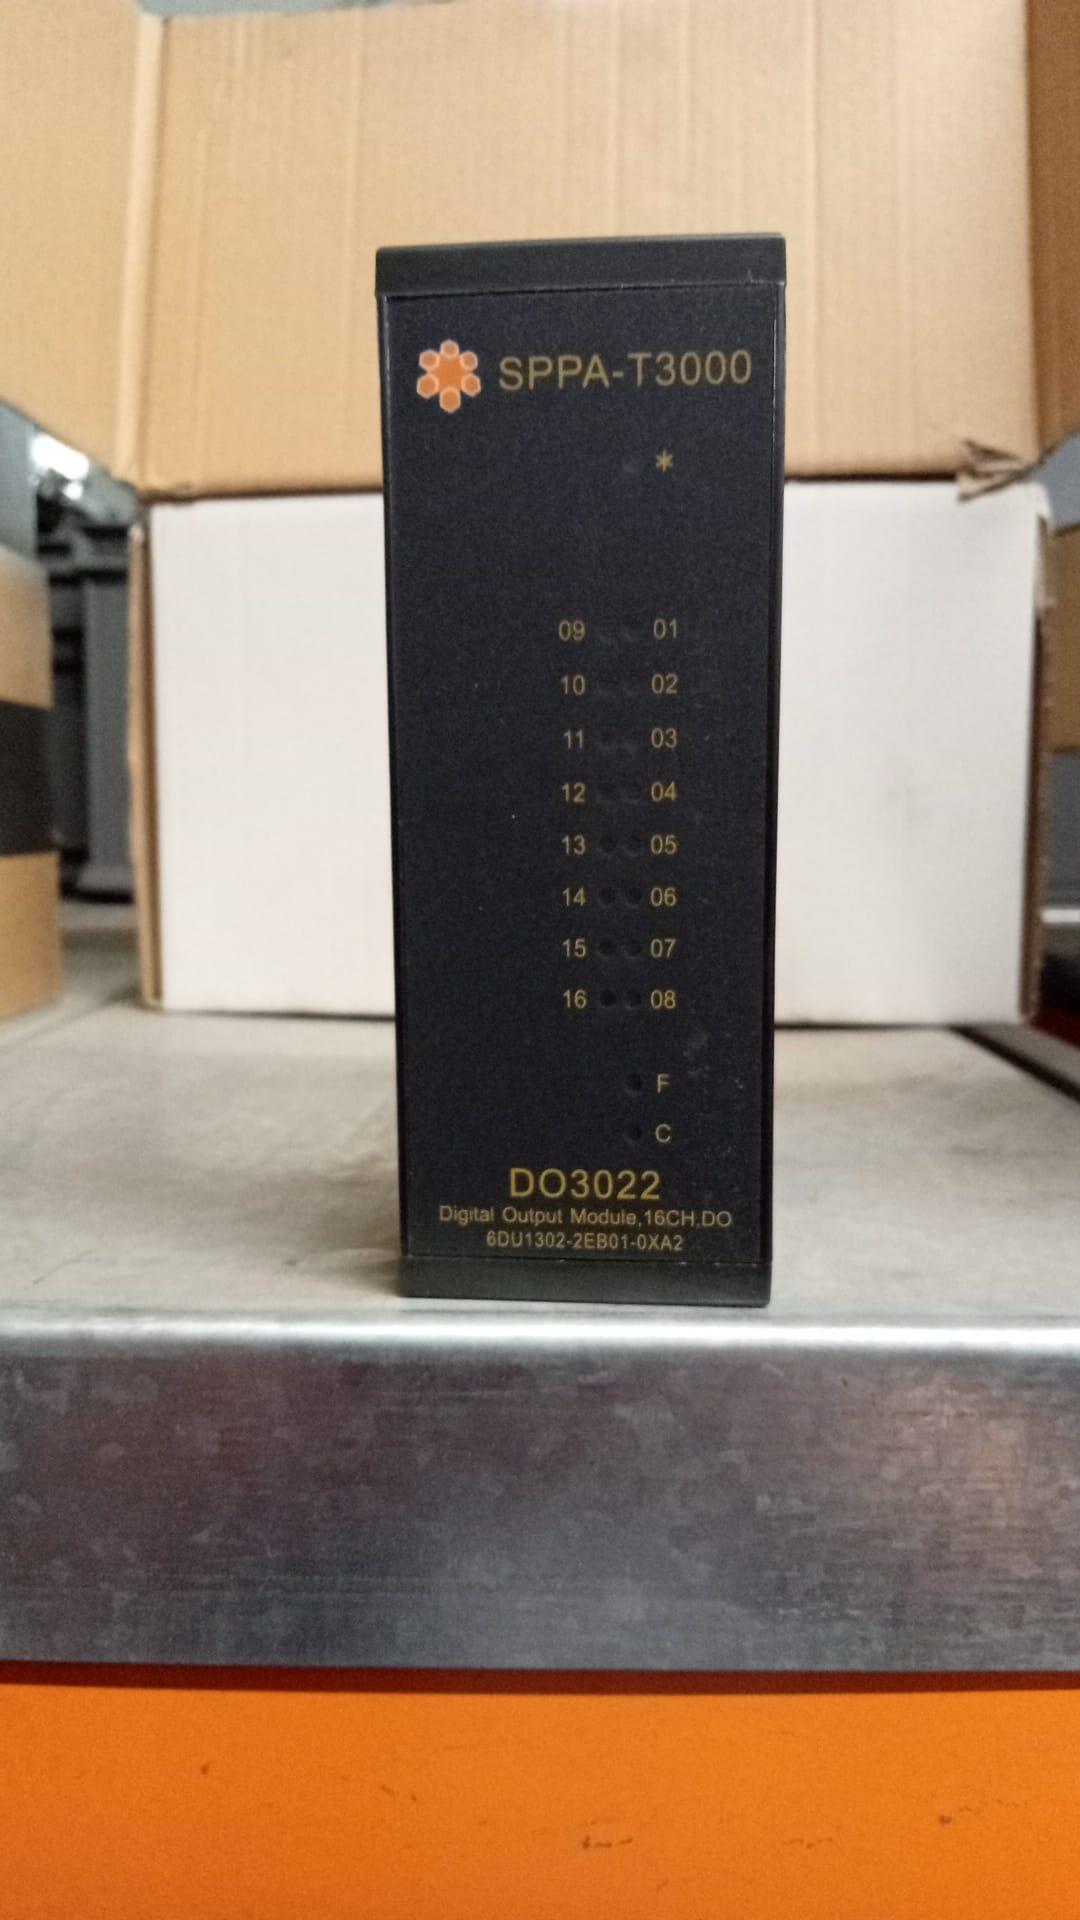 SPPA-T3000
*
09 01
10 02
11 03
12 04
13 05
14 06
15 07
16 08
F
C
DO3022
Digital Output Module,16CH,DO
6DU1302-2EB01-0XA2